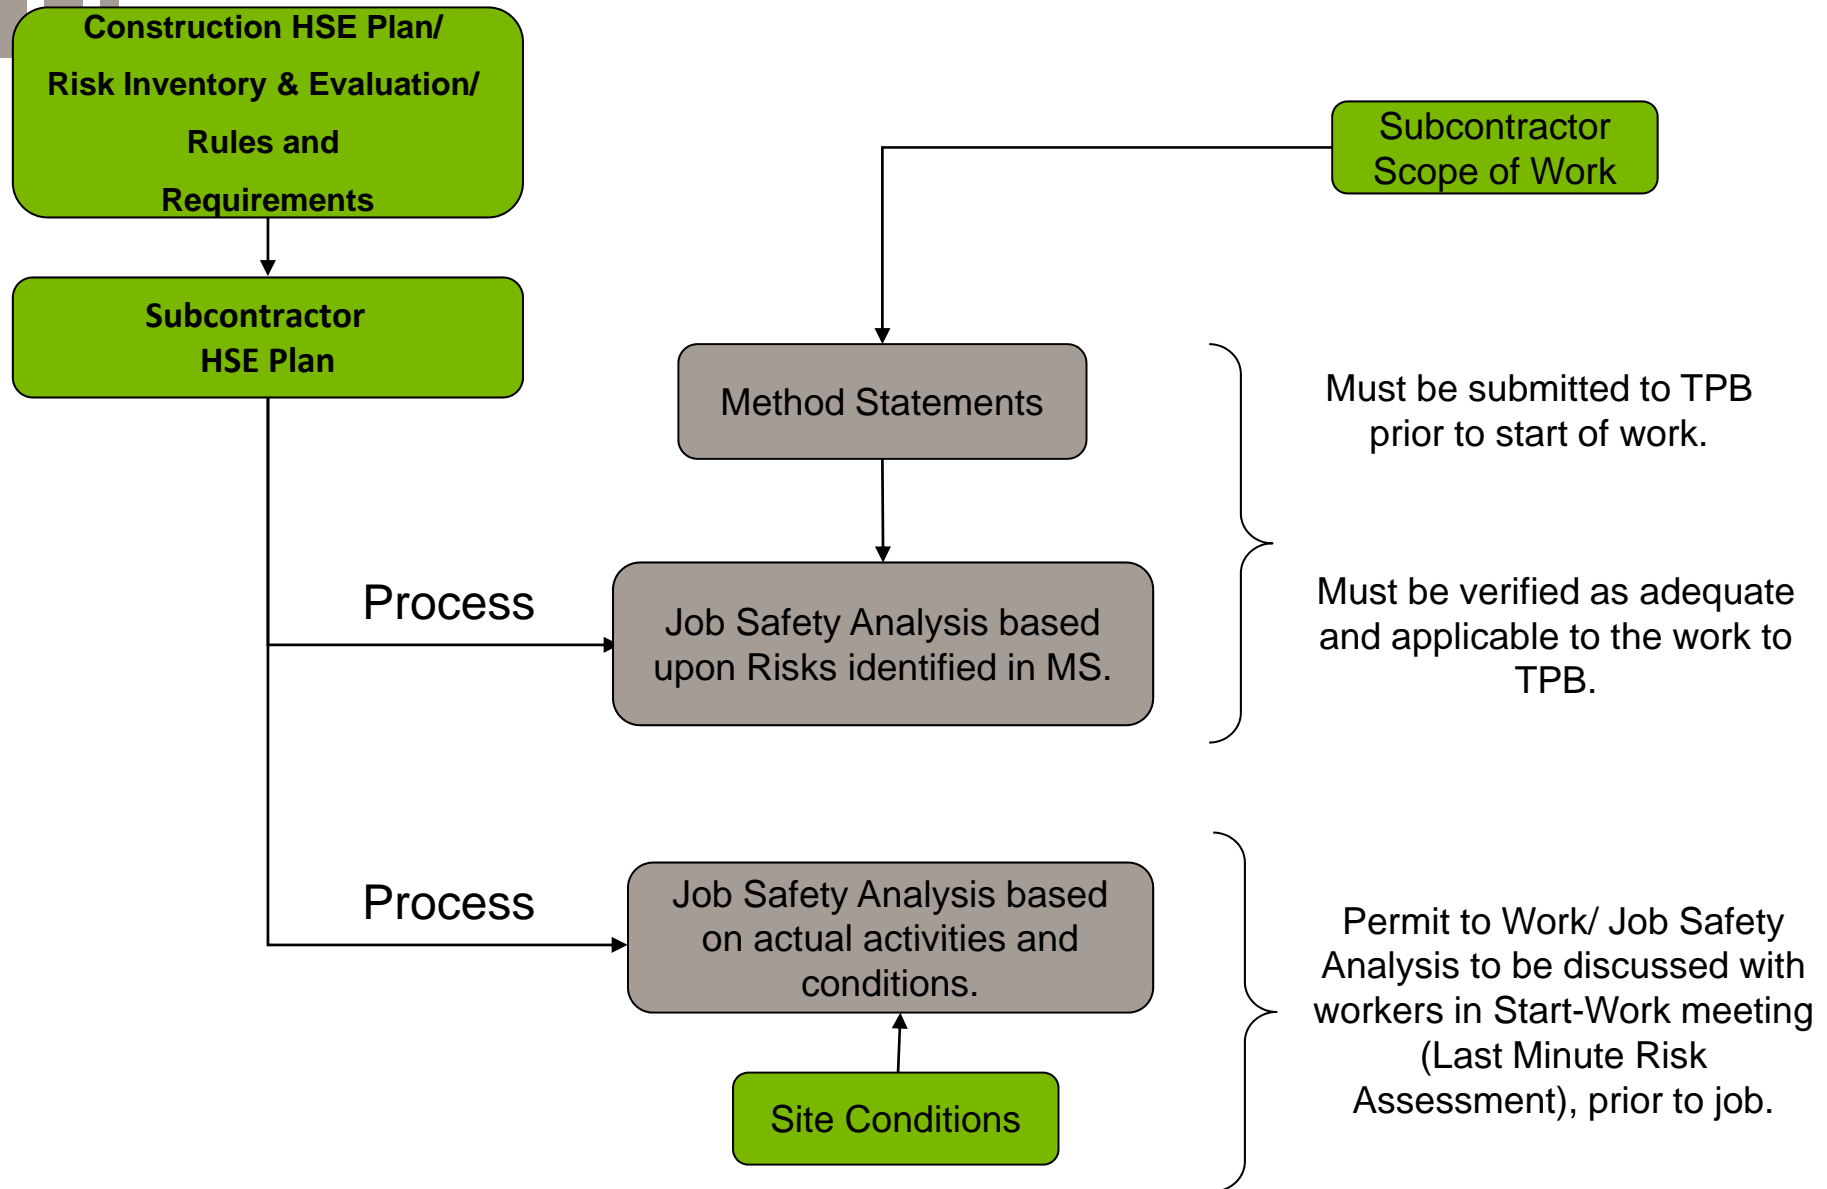 Construction HSE Plan/
Risk Inventory & Evaluation/
Rules and
Requirements
Subcontractor
Scope of Work
Subcontractor
HSE Plan
Method Statements
Must be submitted to TPB
prior to start of work.
Process
Job Safety Analysis based
upon Risks identified in MS.
Must be verified as adequate
and applicable to the work to
TPB.
Process
Job Safety Analysis based
on actual activities and
conditions.
Permit to Work/ Job Safety
Analysis to be discussed with
workers in Start-Work meeting
(Last Minute Risk
Assessment), prior to job.
Site Conditions